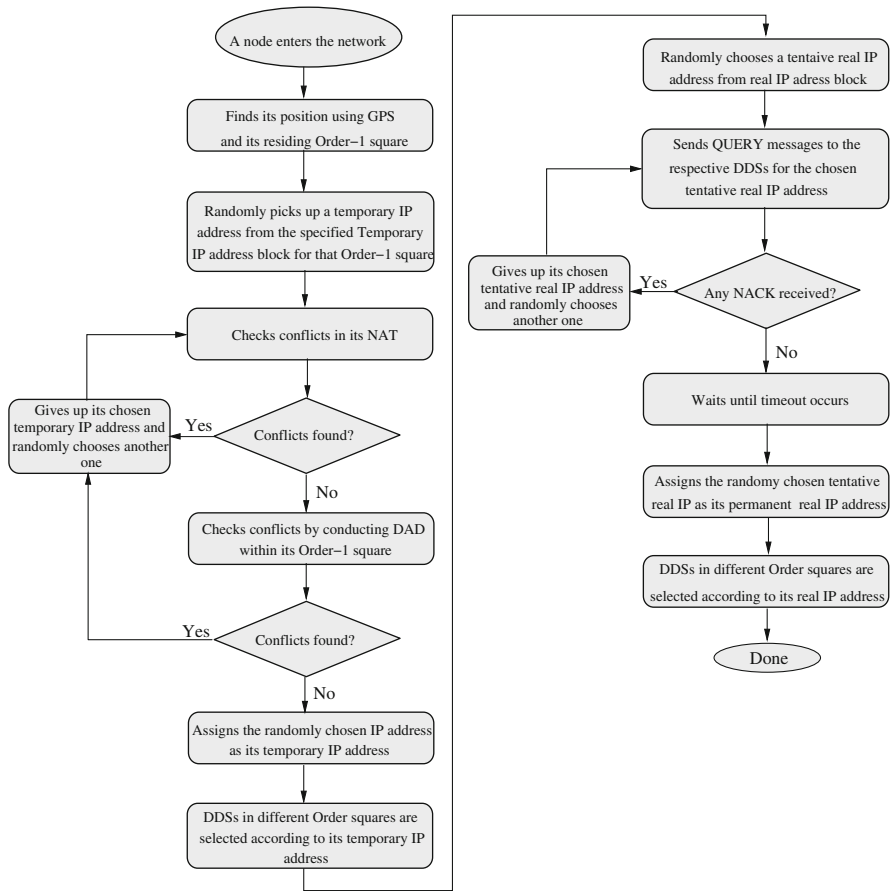 A node enters the network
Finds its position using GPS
and its residing Order−1 square
Randomly picks up a temporary IP
address from the specified Temporary
IP address block for that Order−1 square
Checks conflicts in its NAT
Gives up its chosen
temporary IP address and
randomly chooses another
one
Yes
Conflicts found?
No
Checks conflicts by conducting DAD
within its Order−1 square
Yes
Conflicts found?
No
Assigns the randomly chosen IP address
as its temporary IP address
DDSs in different Order squares are
selected according to its temporary IP
address
Randomly chooses a tentaive real IP
address from real IP adress block
Sends QUERY messages to the
respective DDSs for the chosen
tentative real IP address
Gives up its chosen
tentative real IP address
and randomly chooses
another one
Yes
Any NACK received?
No
Waits until timeout occurs
Assigns the randomy chosen tentative
real IP as its permanent real IP address
DDSs in different Order squares are
selected according to its real IP address
Done